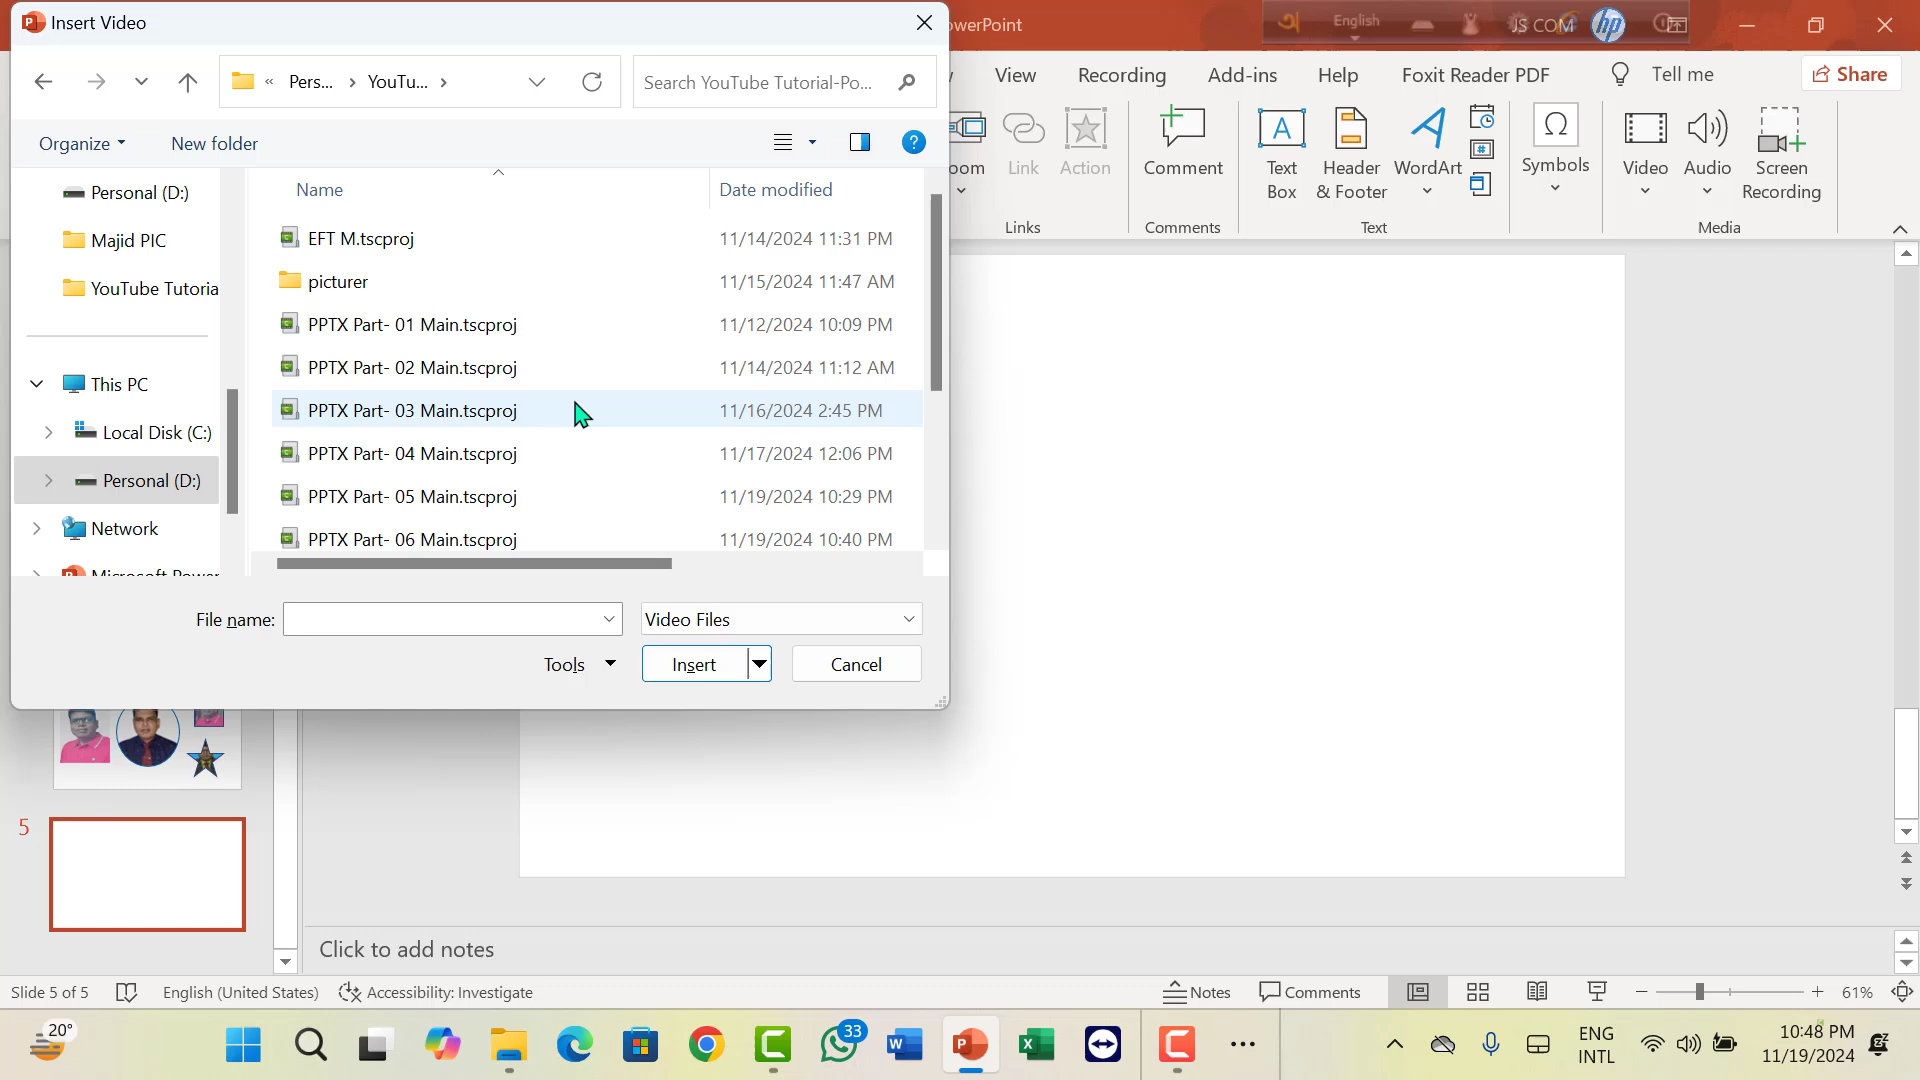 Insert Video
owerPoint
English
JS COM
hp
« Pers... › YouTu... ›
Search YouTube Tutorial-Po...
View
Recording
Add-ins
Help
Foxit Reader PDF
Tell me
Share
Organize
New folder
Link
Action
Comment
Text Box
Header & Footer
WordArt
Symbols
Video
Audio
Screen Recording
Links
Comments
Text
Media
Personal (D:)
Majid PIC
YouTube Tutoria
This PC
Local Disk (C:)
Personal (D:)
Network
Name
Date modified
EFT M.tscproj 11/14/2024 11:31 PM
picturer 11/15/2024 11:47 AM
PPTX Part- 01 Main.tscproj 11/12/2024 10:09 PM
PPTX Part- 02 Main.tscproj 11/14/2024 11:12 AM
PPTX Part- 03 Main.tscproj 11/16/2024 2:45 PM
PPTX Part- 04 Main.tscproj 11/17/2024 12:06 PM
PPTX Part- 05 Main.tscproj 11/19/2024 10:29 PM
PPTX Part- 06 Main.tscproj 11/19/2024 10:40 PM
File name:
Video Files
Tools
Insert
Cancel
5
Click to add notes
Slide 5 of 5
English (United States)
Accessibility: Investigate
Notes
Comments
61%
20°
33
ENG
INTL
10:48 PM
11/19/2024